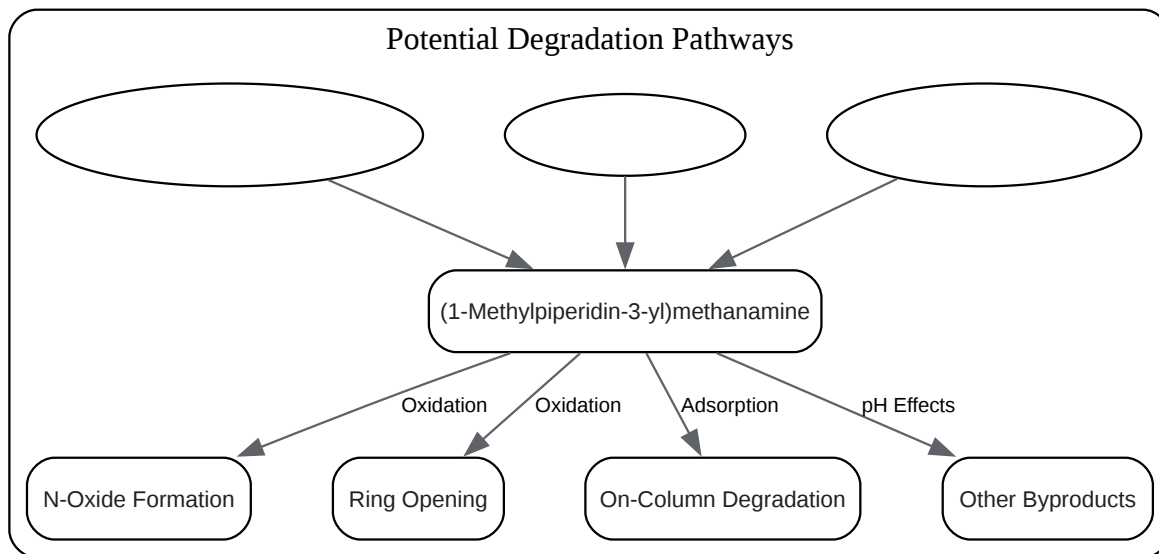 Potential Degradation Pathways
(1-Methylpiperidin-3-yl)methanamine
Oxidation
Oxidation
Adsorption
pH Effects
N-Oxide Formation
Ring Opening
On-Column Degradation
Other Byproducts